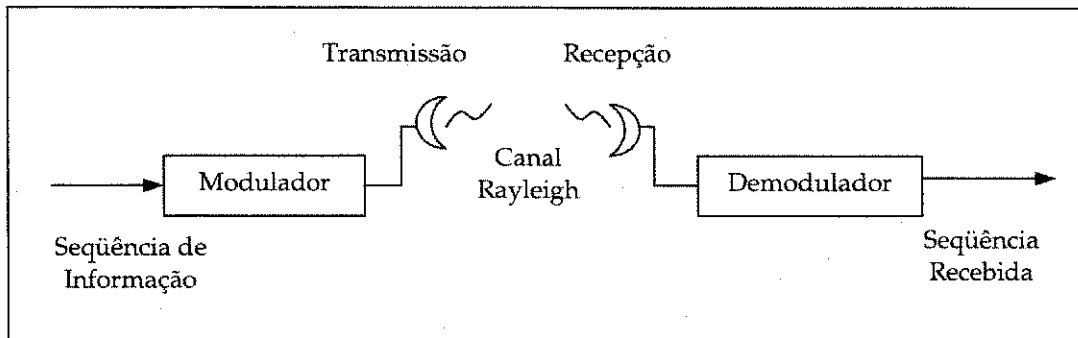 Transmissão
Recepção
Canal
Rayleigh
Modulador
Demodulador
Seqüência de
Informação
Seqüência
Recebida